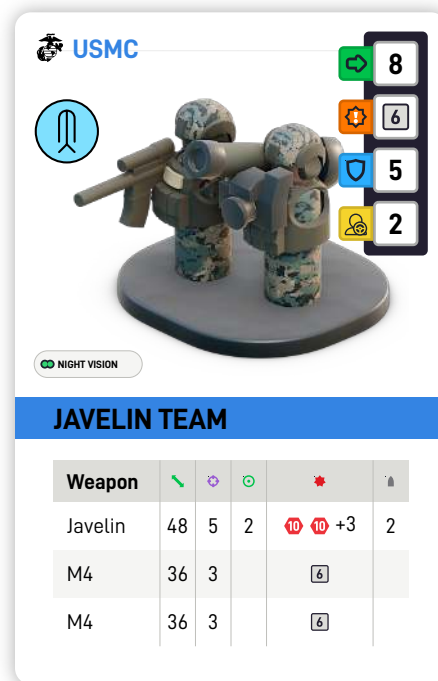 USMC
8
6
5
2
NIGHT VISION
JAVELIN TEAM
Weapon
Javelin 48 5 2 10 10 +3 2
M4 36 3 6
M4 36 3 6